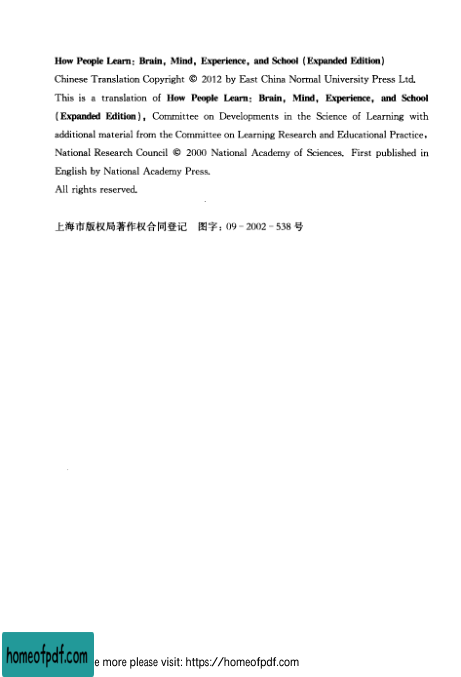 How People Learn: Brain, Mind, Experience, and School (Expanded Edition)
Chinese Translation Copyright © 2012 by East China Normal University Press Ltd.
This is a translation of How People Learn: Brain, Mind, Experience, and School
(Expanded Edition), Committee on Developments in the Science of Learning with
additional material from the Committee on Learning Research and Educational Practice,
National Research Council © 2000 National Academy of Sciences. First published in
English by National Academy Press.
All rights reserved.
上海市版权局著作权合同登记 图字:09-2002-538 号
homeofpdf.com e more please visit: https://homeofpdf.com